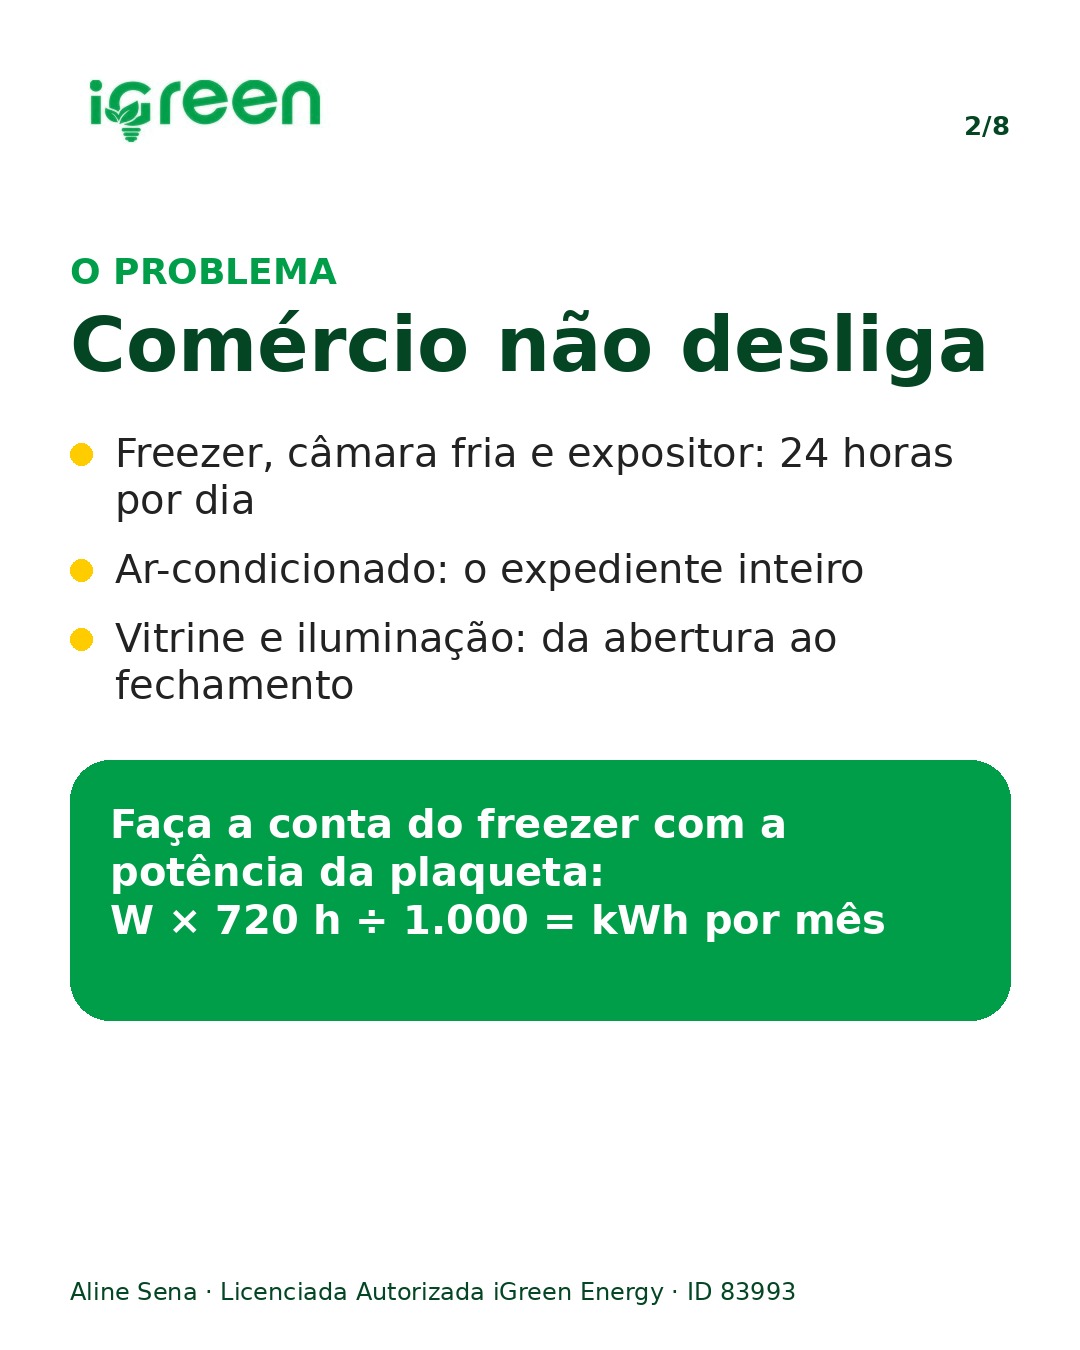 iGreen
2/8
O PROBLEMA
Comércio não desliga
Freezer, câmara fria e expositor: 24 horas
por dia
Ar-condicionado: o expediente inteiro
Vitrine e iluminação: da abertura ao
fechamento
Faça a conta do freezer com a
potência da plaqueta:
W × 720 h ÷ 1.000 = kWh por mês
Aline Sena · Licenciada Autorizada iGreen Energy · ID 83993